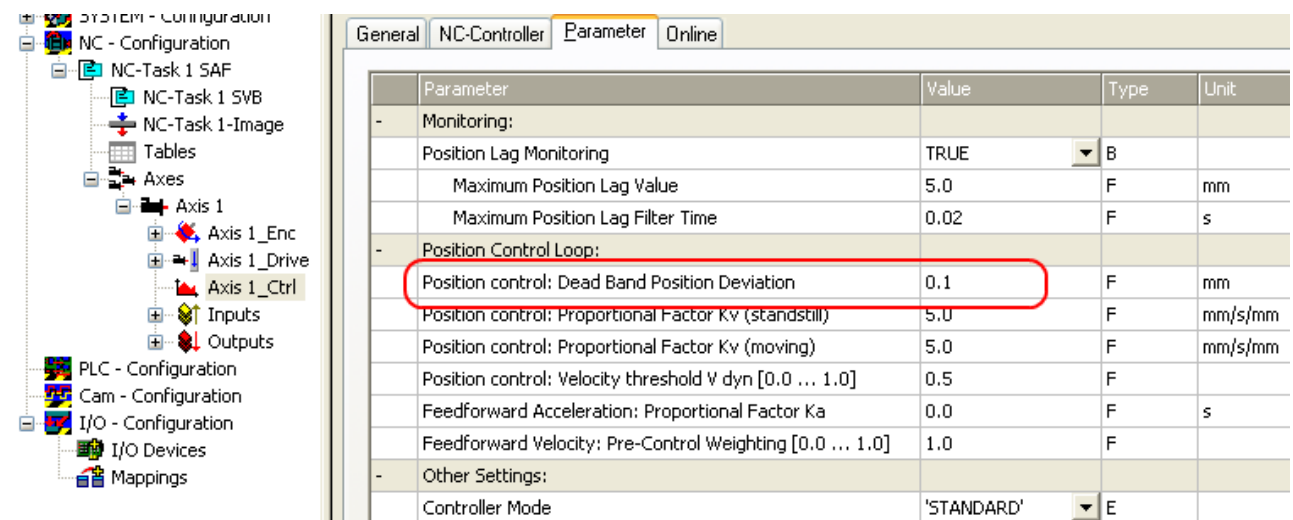 SYSTEM - Configuration
NC - Configuration
NC-Task 1 SAF
NC-Task 1 SVB
NC-Task 1-Image
Tables
Axes
Axis 1
Axis 1_Enc
Axis 1_Drive
Axis 1_Ctrl
Inputs
Outputs
PLC - Configuration
Cam - Configuration
I/O - Configuration
I/O Devices
Mappings
General NC-Controller Parameter Online
Parameter Value Type Unit
- Monitoring:
Position Lag Monitoring TRUE B
Maximum Position Lag Value 5.0 F mm
Maximum Position Lag Filter Time 0.02 F s
- Position Control Loop:
Position control: Dead Band Position Deviation 0.1 F mm
Position control: Proportional Factor Kv (standstill) 5.0 F mm/s/mm
Position control: Proportional Factor Kv (moving) 5.0 F mm/s/mm
Position control: Velocity threshold V dyn [0.0 ... 1.0] 0.5 F
Feedforward Acceleration: Proportional Factor Ka 0.0 F s
Feedforward Velocity: Pre-Control Weighting [0.0 ... 1.0] 1.0 F
- Other Settings:
Controller Mode 'STANDARD' E